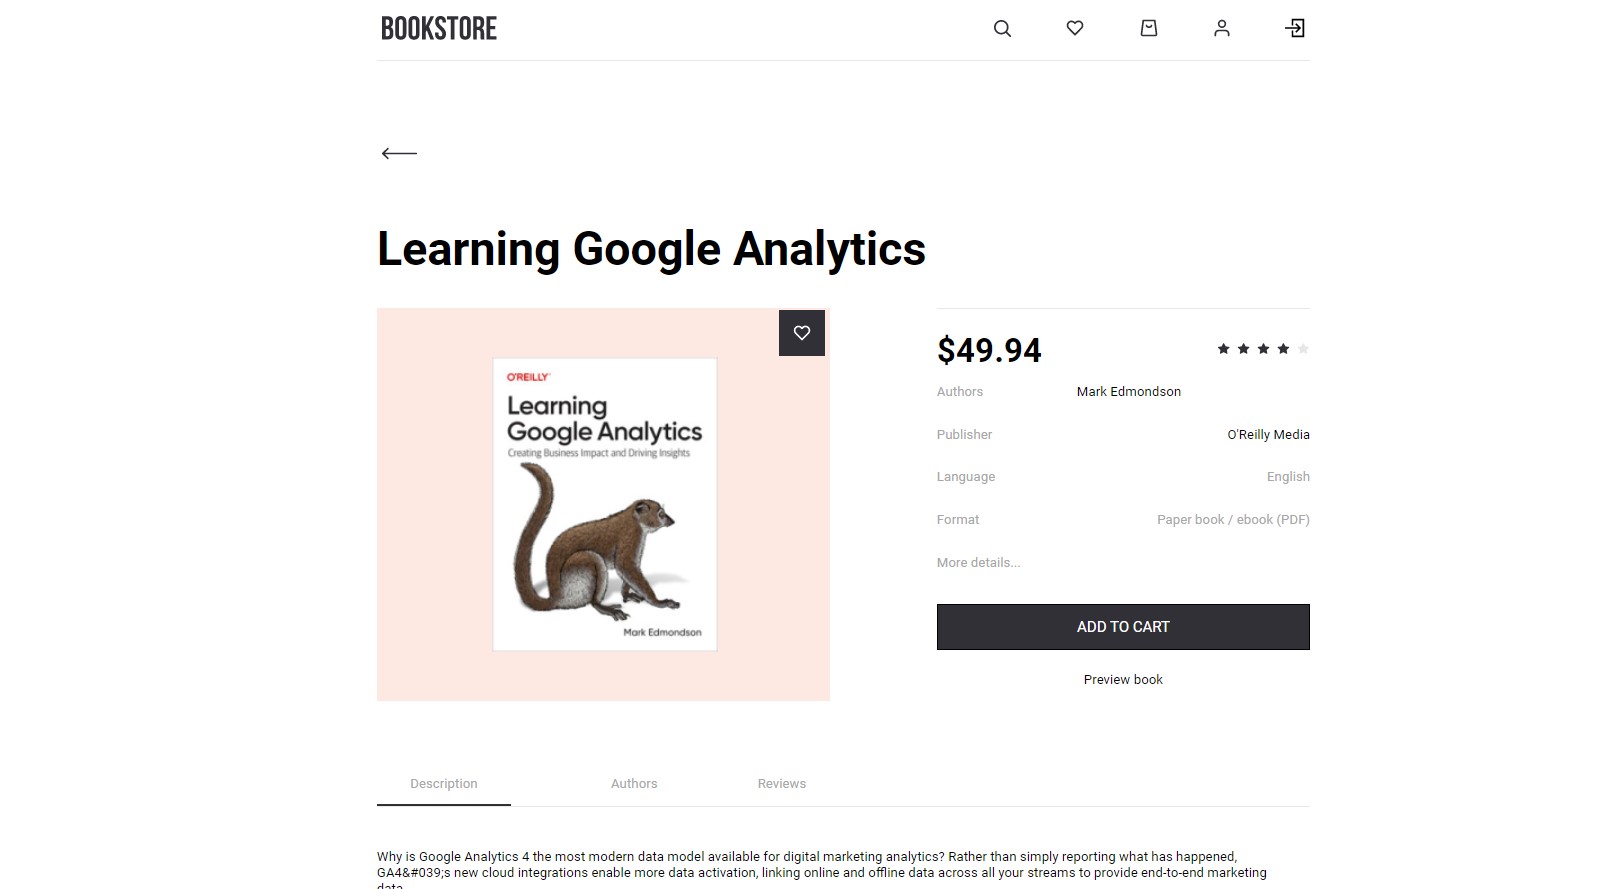 BOOKSTORE
Learning Google Analytics
O'REILLY
Learning
Google Analytics
Creating Business Impact and Driving Insights
Mark Edmondson
$49.94
Authors Mark Edmondson
Publisher O'Reilly Media
Language English
Format Paper book / ebook (PDF)
More details...
ADD TO CART
Preview book
Description Authors Reviews
Why is Google Analytics 4 the most modern data model available for digital marketing analytics? Rather than simply reporting what has happened,
GA4&#039;s new cloud integrations enable more data activation, linking online and offline data across all your streams to provide end-to-end marketing
data